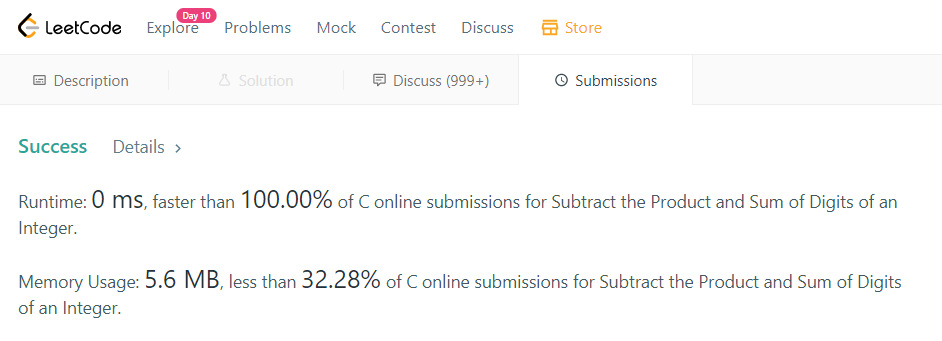 Day 10
LeetCode Explore Problems Mock Contest Discuss Store
Description Solution Discuss (999+) Submissions
Success Details >
Runtime: 0 ms, faster than 100.00% of C online submissions for Subtract the Product and Sum of Digits of an
Integer.
Memory Usage: 5.6 MB, less than 32.28% of C online submissions for Subtract the Product and Sum of Digits
of an Integer.